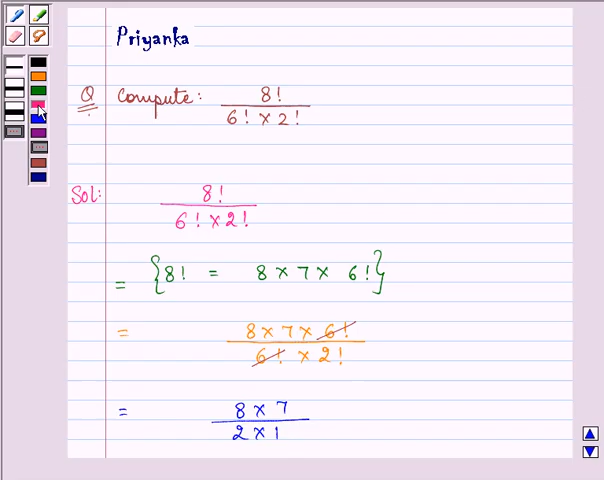 Priyanka
Q Compute: 8! / 6! × 2!
Sol: 8! / 6! × 2!
= {8! = 8 × 7 × 6!}
= 8 × 7 × 6! / 6! × 2!
= 8 × 7 / 2 × 1